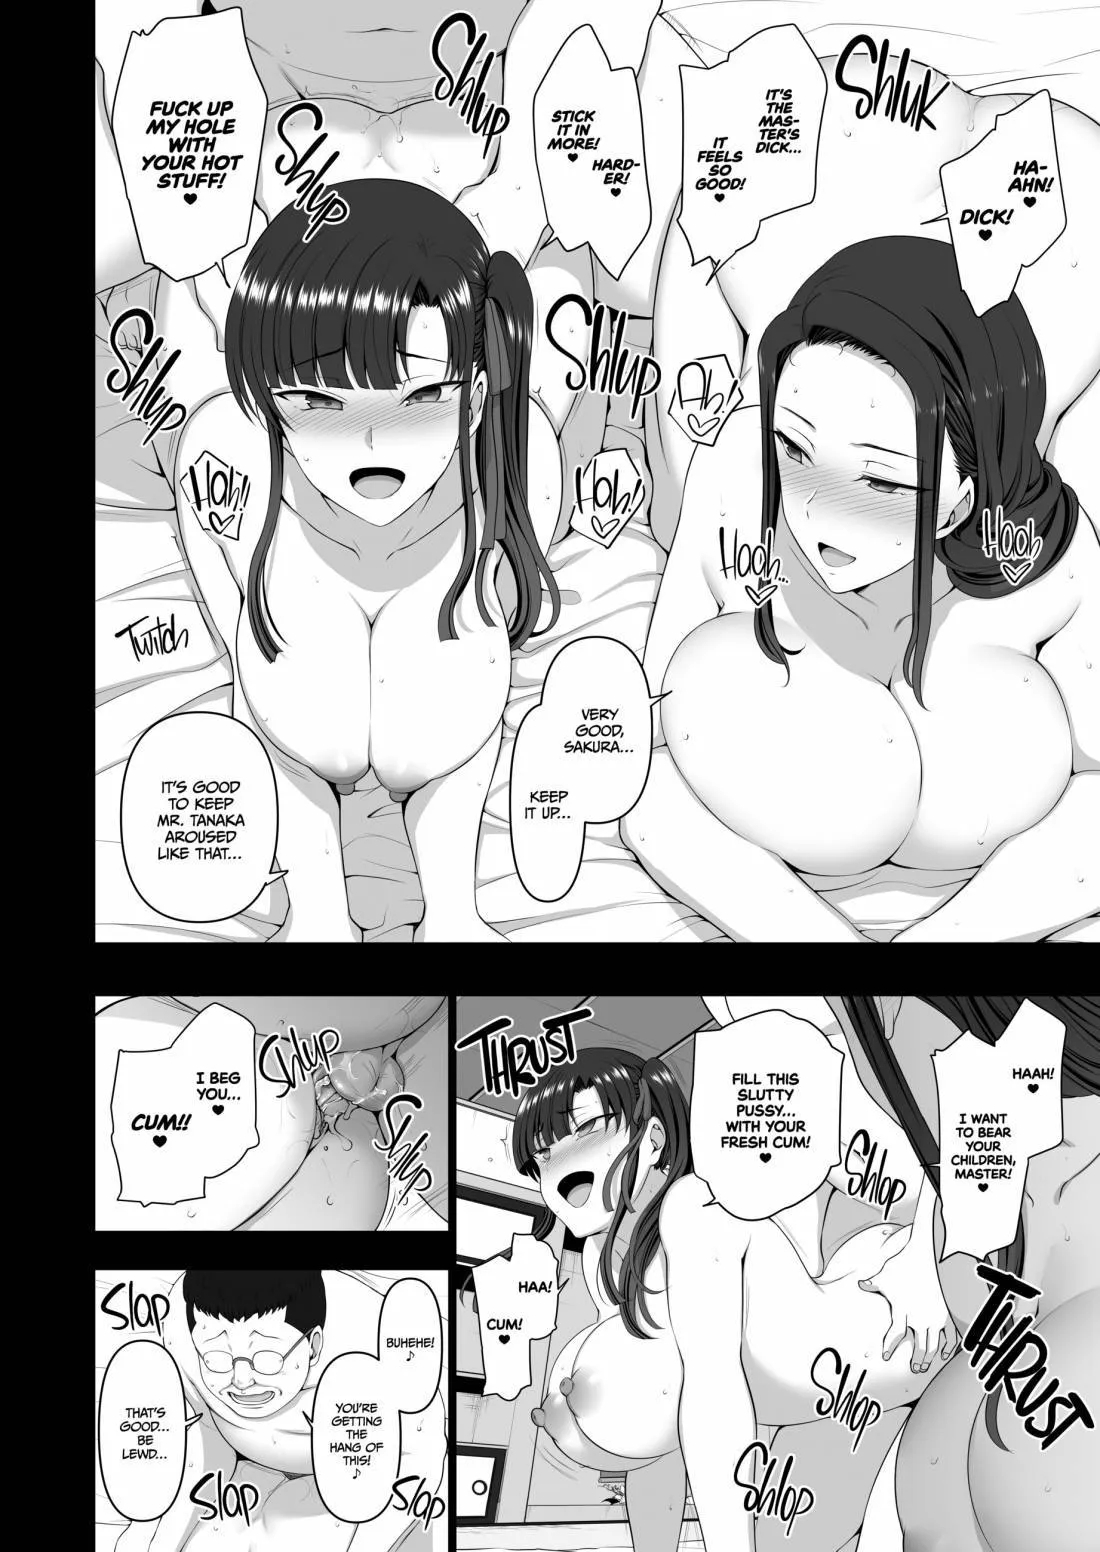 HA-
AHN!
DICK!
Shluk
IT'S
THE
MAS-
TER'S
DICK...
IT
FEELS
SO
GOOD!
STICK
IT IN
MORE!
HARD-
ER!
Shlup
FUCK UP
MY HOLE
WITH
YOUR HOT
STUFF!
Shlup
Shlup
Shlup
Ah!
Hah!
Hah!!
Haah...
Haah
Twitch
VERY
GOOD,
SAKURA...
KEEP
IT UP...
IT'S GOOD
TO KEEP
MR. TANAKA
AROUSED
LIKE THAT...
HAAH!
I WANT
TO BEAR
YOUR
CHILDREN,
MASTER!
FILL THIS
SLUTTY
PUSSY...
WITH YOUR
FRESH CUM!
THRUST
Shlop
HAA!
CUM!
THRUST
Shlop
Shlop
I BEG
YOU...
CUM!!
Shlup
Shlup
BUHEHE!
♪
YOU'RE
GETTING
THE
HANG OF
THIS!
♪
Slap
THAT'S
GOOD...
BE
LEWD...
Slap
Slap